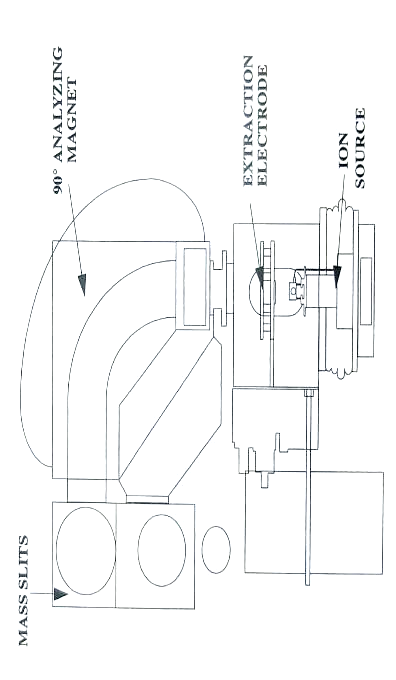 MASS SLITS
90° ANALYZING
MAGNET
EXTRACTION
ELECTRODE
ION
SOURCE